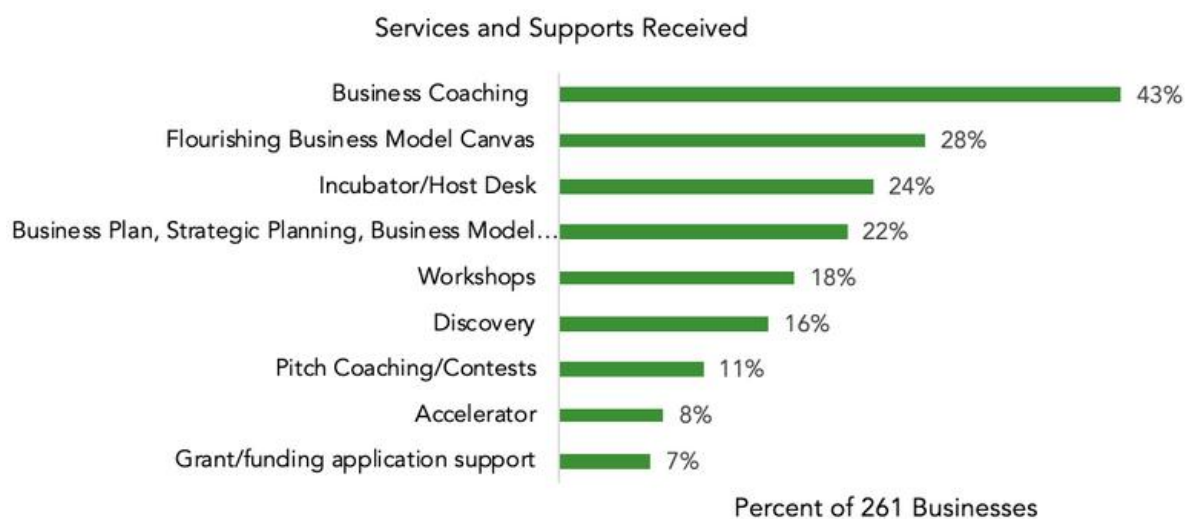 Services and Supports Received
Business Coaching 43%
Flourishing Business Model Canvas 28%
Incubator/Host Desk 24%
Business Plan, Strategic Planning, Business Model... 22%
Workshops 18%
Discovery 16%
Pitch Coaching/Contests 11%
Accelerator 8%
Grant/funding application support 7%
Percent of 261 Businesses